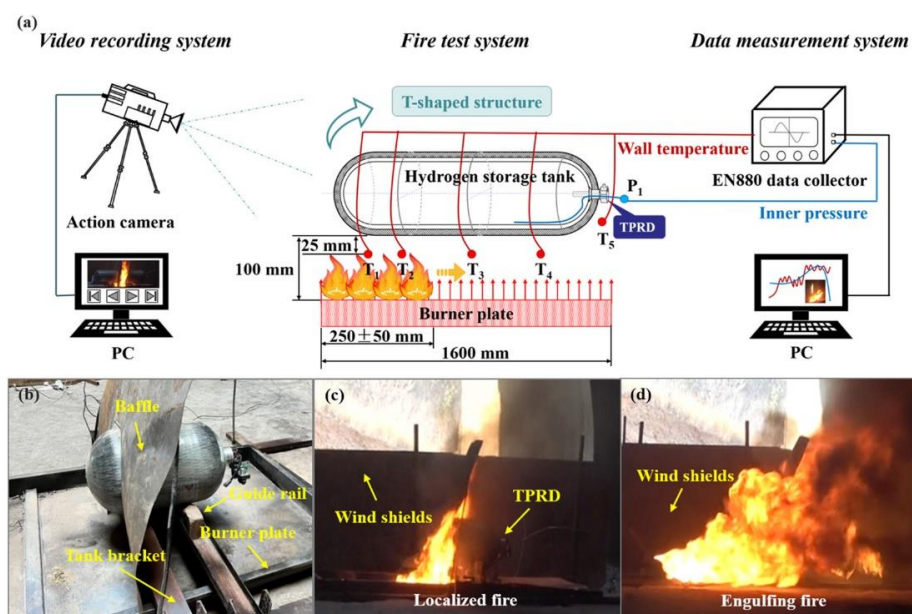 (a)
Video recording system
Fire test system
Data measurement system
T-shaped structure
Wall temperature
Hydrogen storage tank
P1
EN880 data collector
Action camera
TPRD
Inner pressure
T5
25 mm
T1
T2
T3
T4
100 mm
Burner plate
PC
250±50 mm
PC
1600 mm
(b)
Baffle
Guide rail
Burner plate
Tank bracket
(c)
Wind shields
TPRD
Localized fire
(d)
Wind shields
Engulfing fire